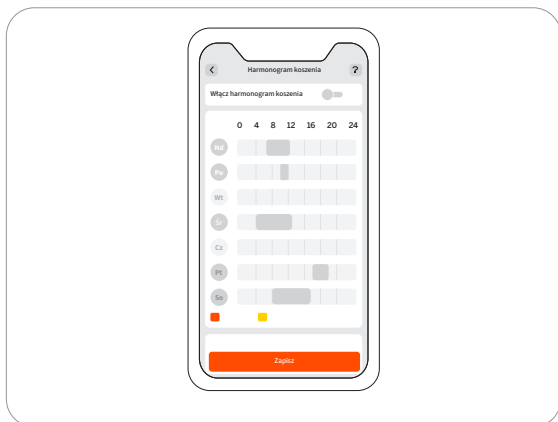 Harmonogram koszenia ?
Włącz harmonogram koszenia
0 4 8 12 16 20 24
Nd
Po
Wt
Śr
Cz
Pt
So
Zapisz